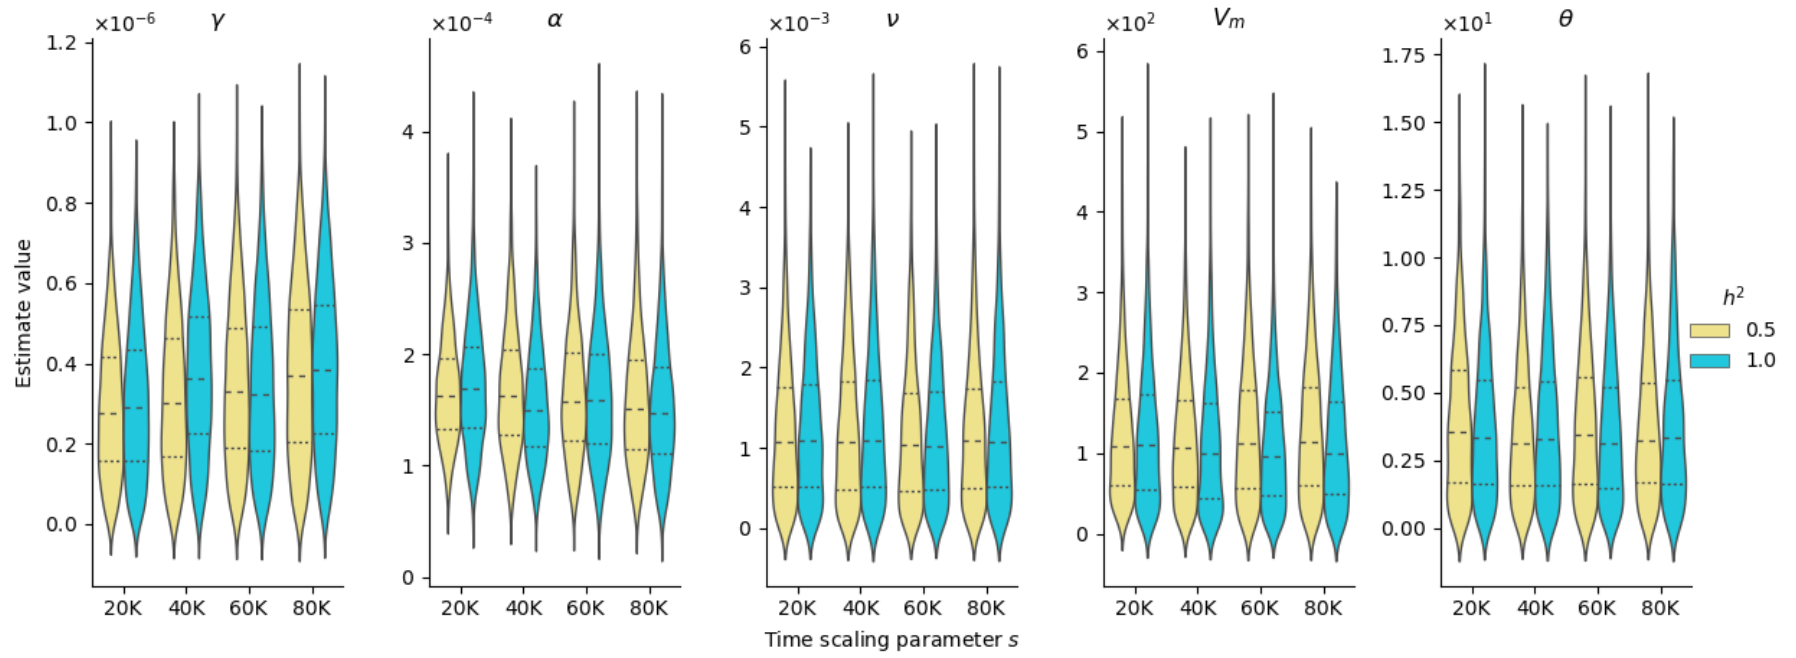 ×10⁻⁶ γ
×10⁻⁴ α
×10⁻³ ν
×10² Vₘ
×10¹ θ
Estimate value
1.2
1.0
0.8
0.6
0.4
0.2
0.0
4
3
2
1
0
6
5
4
3
2
1
0
6
5
4
3
2
1
0
1.75
1.50
1.25
1.00
0.75
0.50
0.25
0.00
h²
0.5
1.0
20K 40K 60K 80K
20K 40K 60K 80K
20K 40K 60K 80K
20K 40K 60K 80K
20K 40K 60K 80K
Time scaling parameter s